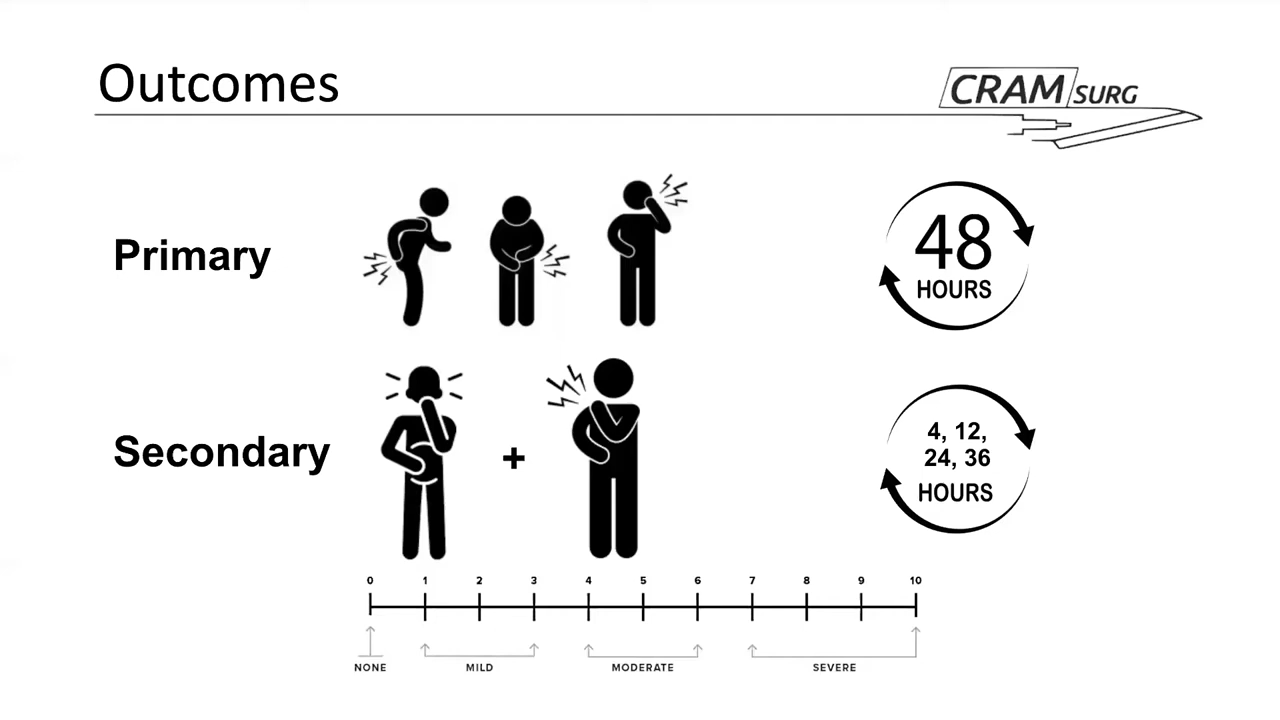 Outcomes
CRAM SURG
Primary
48
HOURS
Secondary
+
4, 12,
24, 36
HOURS
0 1 2 3 4 5 6 7 8 9 10
NONE MILD MODERATE SEVERE